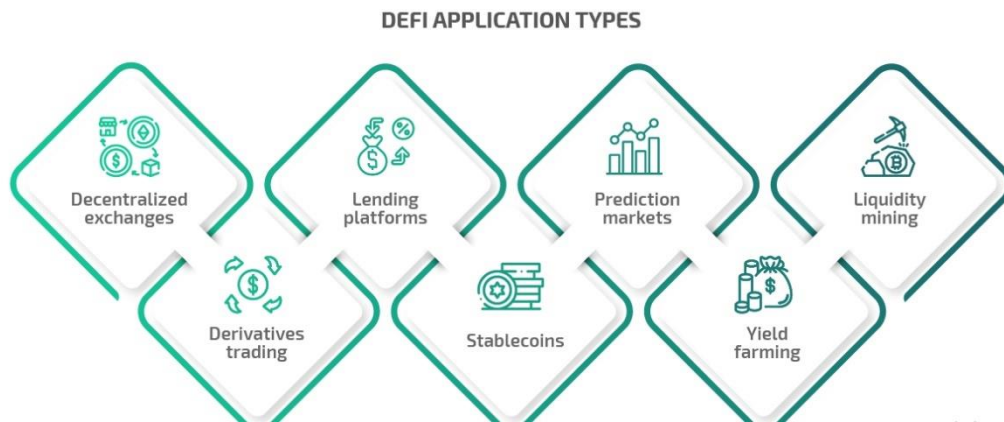 DEFI APPLICATION TYPES
Decentralized
exchanges
Lending
platforms
Prediction
markets
Liquidity
mining
Derivatives
trading
Stablecoins
Yield
farming